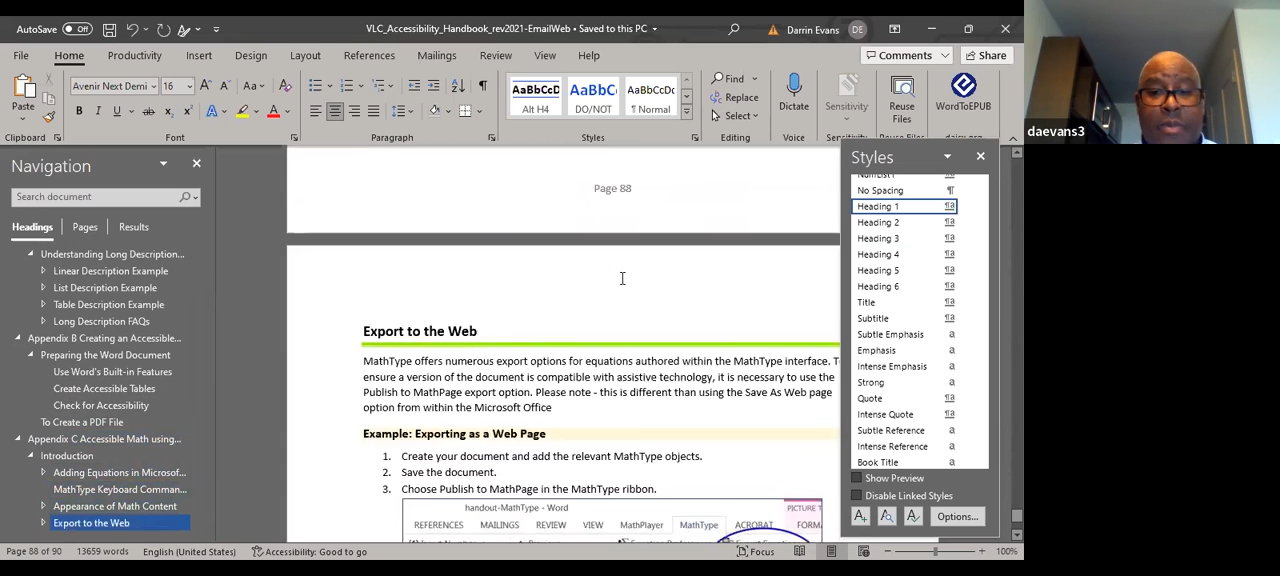 AutoSave Off VLC_Accessibility_Handbook_rev2021-EmailWeb • Saved to this PC Darrin Evans DE
File Home Productivity Insert Design Layout References Mailings Review View Help Comments Share
Paste Avenir Next Demi 16 AaBbCcD AaBbC AaBbCcD Find Replace Select Dictate Sensitivity Reuse Files WordToEPUB
Alt H4 DO/NOT ¶ Normal
Clipboard Font Paragraph Styles Editing Voice
daevans3
Navigation
Search document
Headings Pages Results
Understanding Long Description...
Linear Description Example
List Description Example
Table Description Example
Long Description FAQs
Appendix B Creating an Accessible...
Preparing the Word Document
Use Word's Built-in Features
Create Accessible Tables
Check for Accessibility
To Create a PDF File
Appendix C Accessible Math using...
Introduction
Adding Equations in Microsof...
MathType Keyboard Comman...
Appearance of Math Content
Export to the Web
Page 88
Export to the Web
MathType offers numerous export options for equations authored within the MathType interface. T
ensure a version of the document is compatible with assistive technology, it is necessary to use the
Publish to MathPage export option. Please note - this is different than using the Save As Web page
option from within the Microsoft Office
Example: Exporting as a Web Page
1. Create your document and add the relevant MathType objects.
2. Save the document.
3. Choose Publish to MathPage in the MathType ribbon.
handout-MathType - Word PICTURE T
REFERENCES MAILINGS REVIEW VIEW MathPlayer MathType ACROBAT FORMA
Styles
No Spacing
Heading 1
Heading 2
Heading 3
Heading 4
Heading 5
Heading 6
Title
Subtitle
Subtle Emphasis
Emphasis
Intense Emphasis
Strong
Quote
Intense Quote
Subtle Reference
Intense Reference
Book Title
Show Preview
Disable Linked Styles
Options...
Page 88 of 90 13659 words English (United States) Accessibility: Good to go Focus 100%